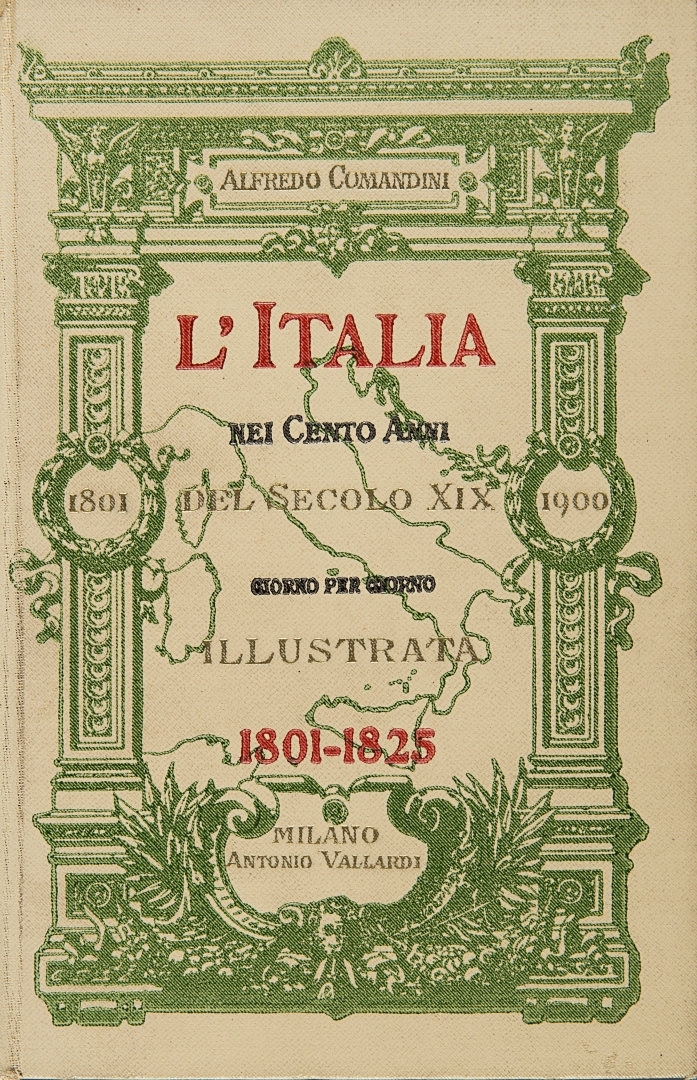 ALFREDO COMANDINI
L'ITALIA
NEI CENTO ANNI
1801 DEL SECOLO XIX 1900
GIORNO PER GIORNO
ILLUSTRATA
1801-1825
MILANO
ANTONIO VALLARDI